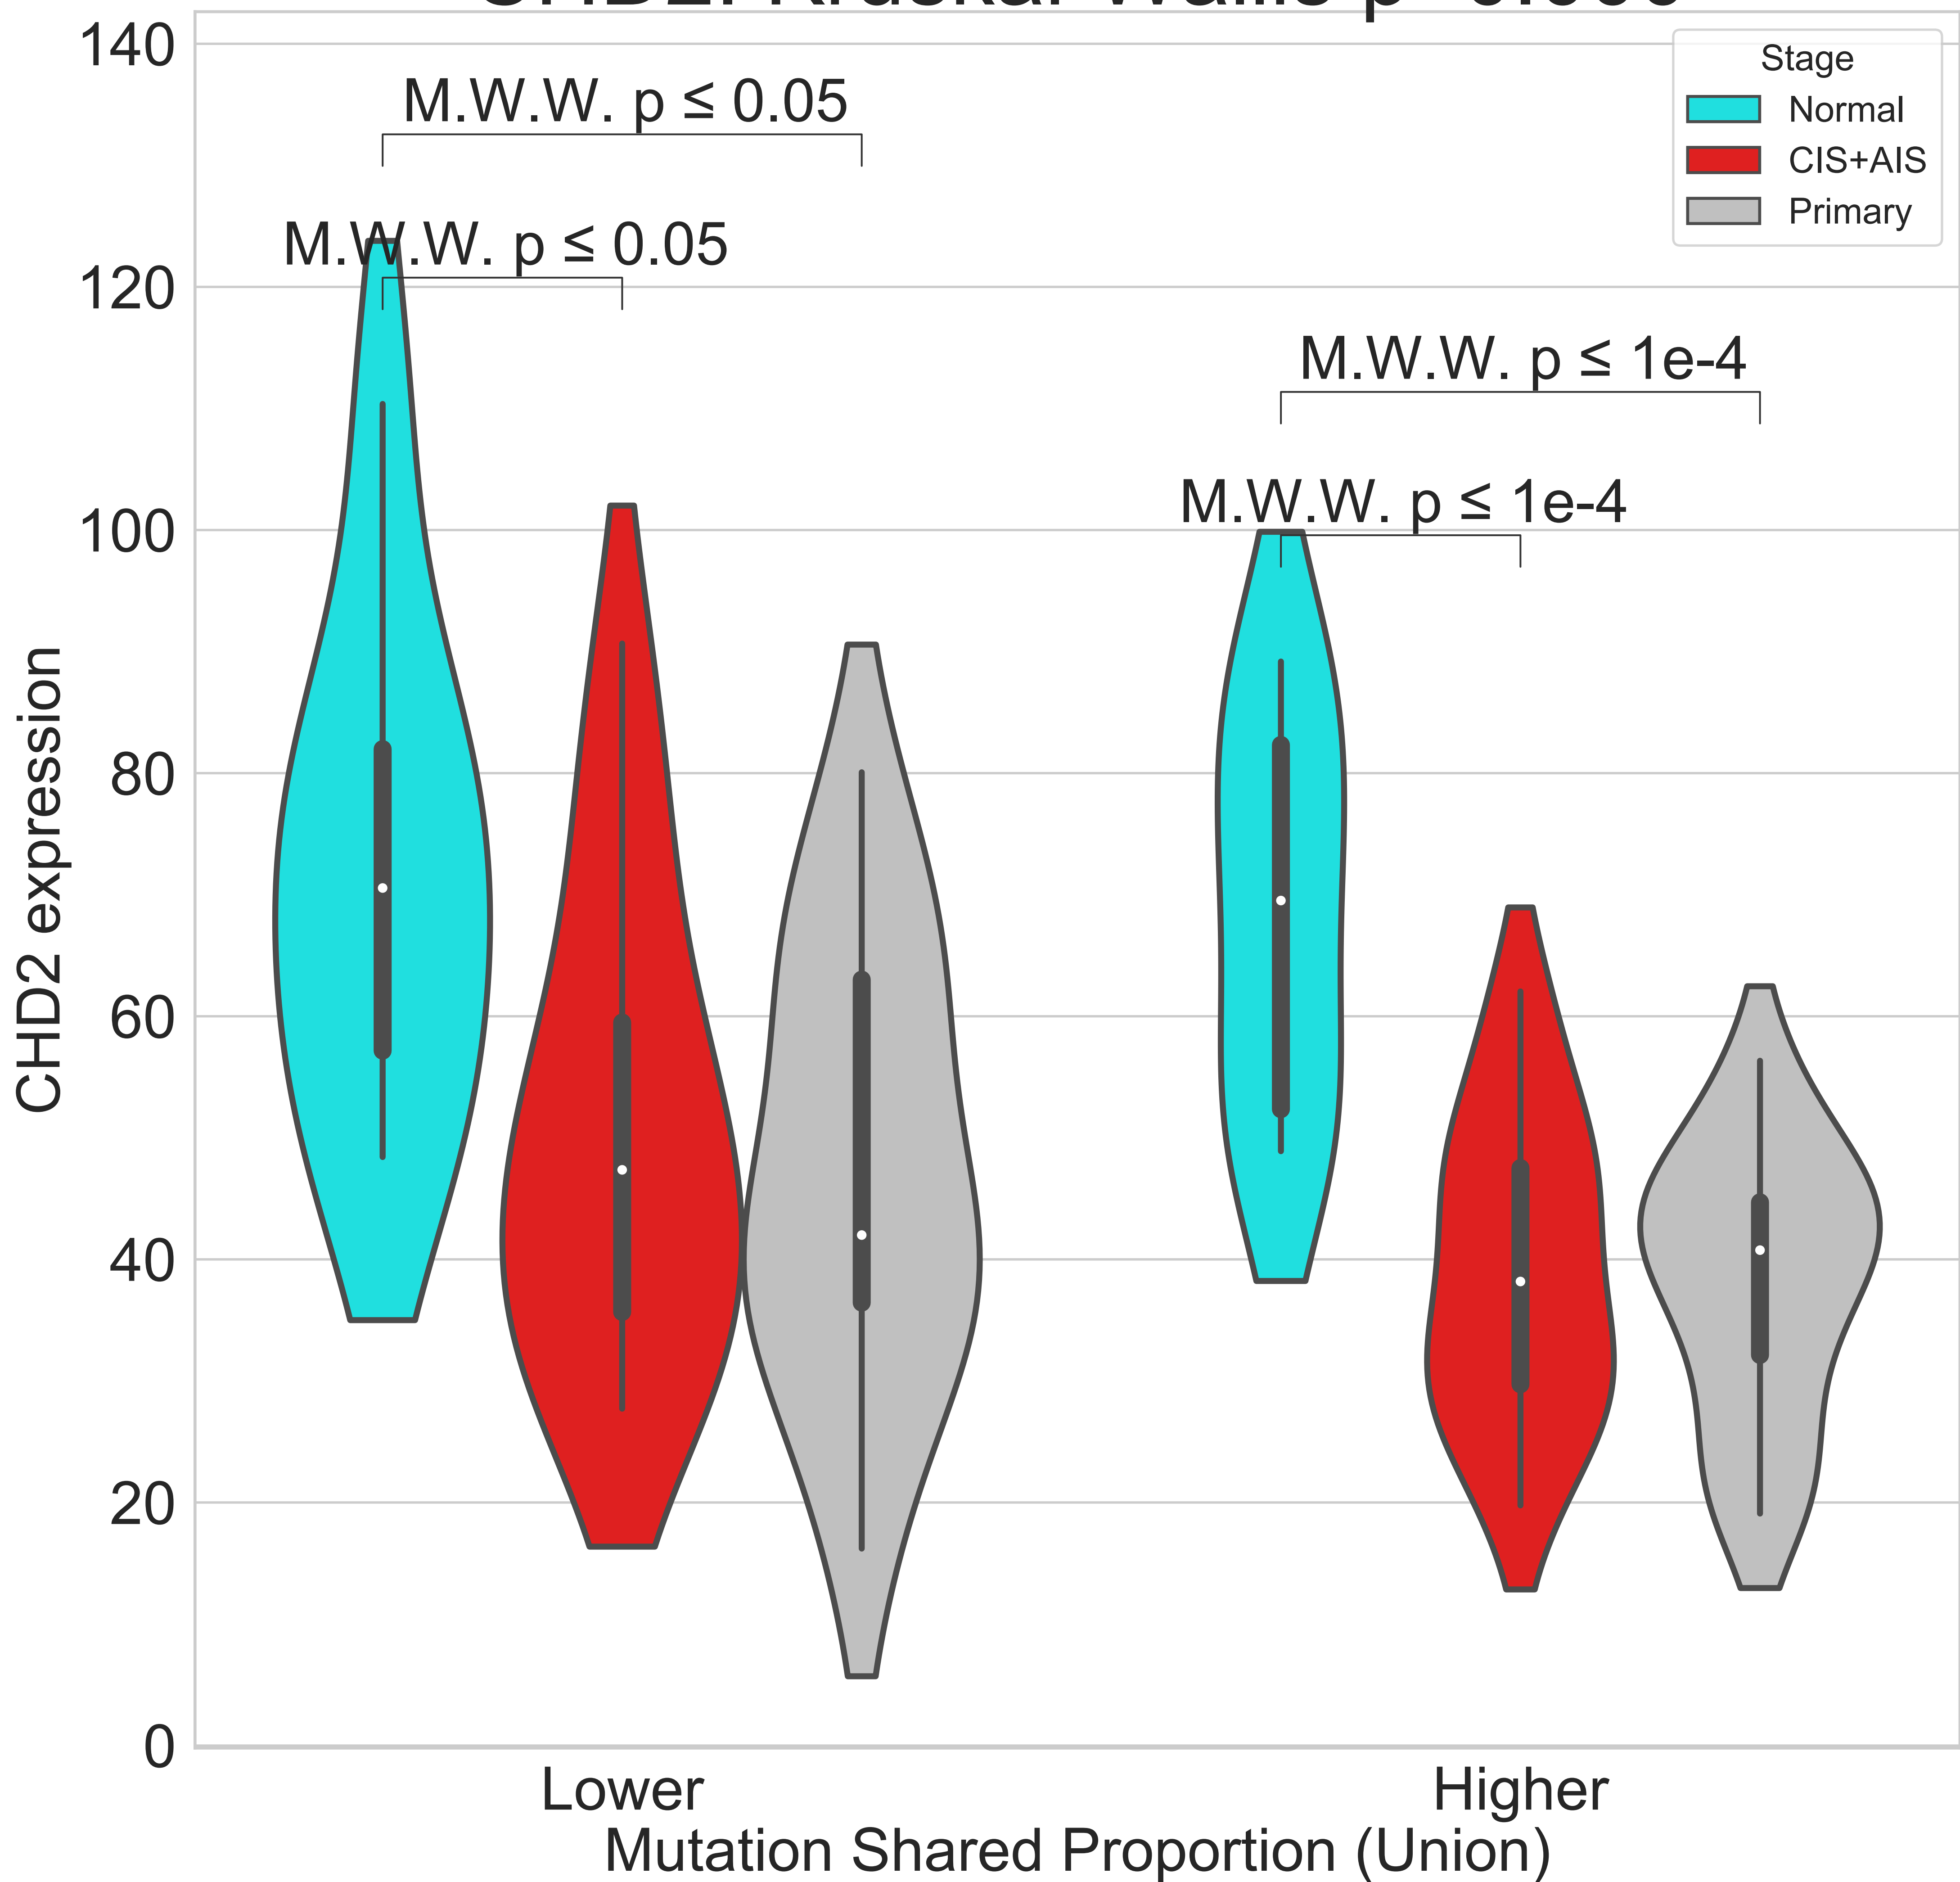 140
120
100
80
60
40
20
0
CHD2 expression
M.W.W. p ≤ 0.05
M.W.W. p ≤ 0.05
M.W.W. p ≤ 1e-4
M.W.W. p ≤ 1e-4
Stage
Normal
CIS+AIS
Primary
Lower
Higher
Mutation Shared Proportion (Union)